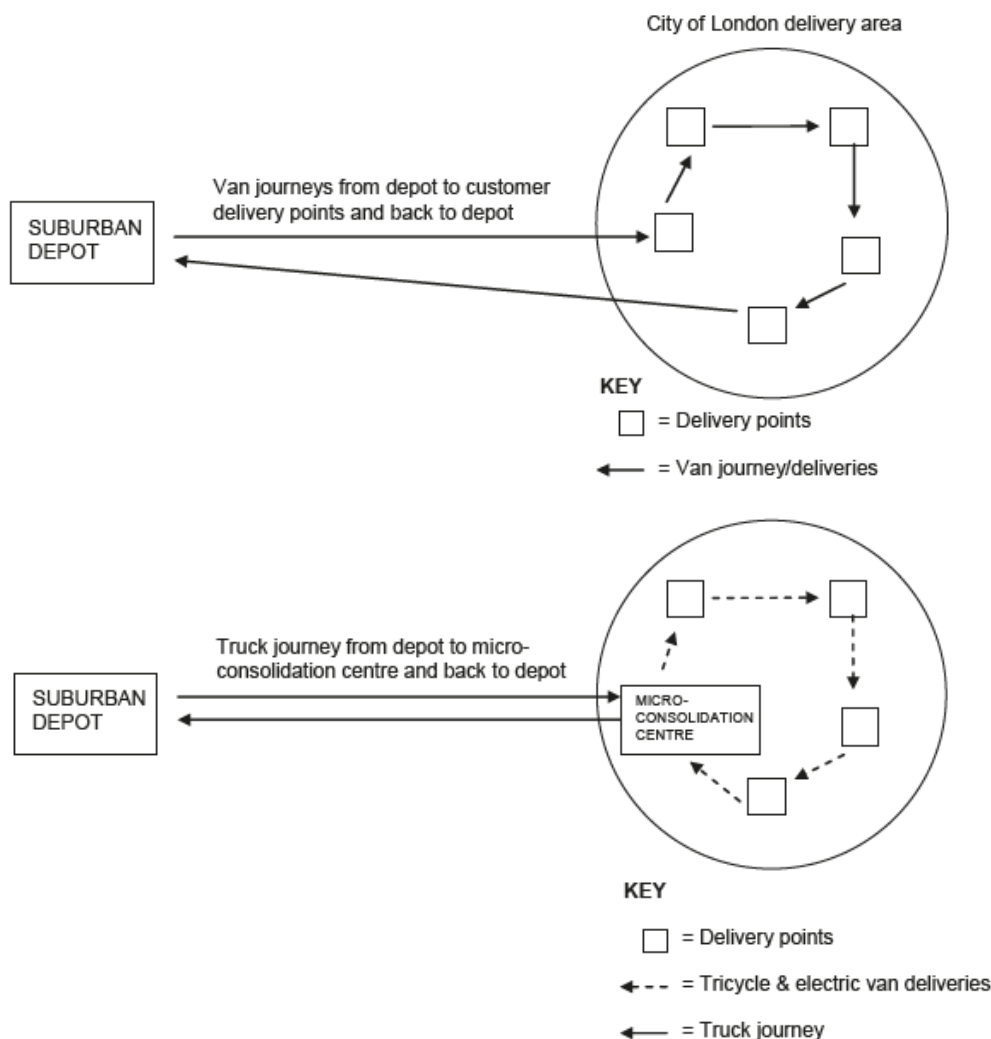 City of London delivery area
Van journeys from depot to customer
delivery points and back to depot
SUBURBAN
DEPOT
KEY
= Delivery points
= Van journey/deliveries
Truck journey from depot to micro-
consolidation centre and back to depot
SUBURBAN
DEPOT
MICRO-
CONSOLIDATION
CENTRE
KEY
= Delivery points
= Tricycle & electric van deliveries
= Truck journey